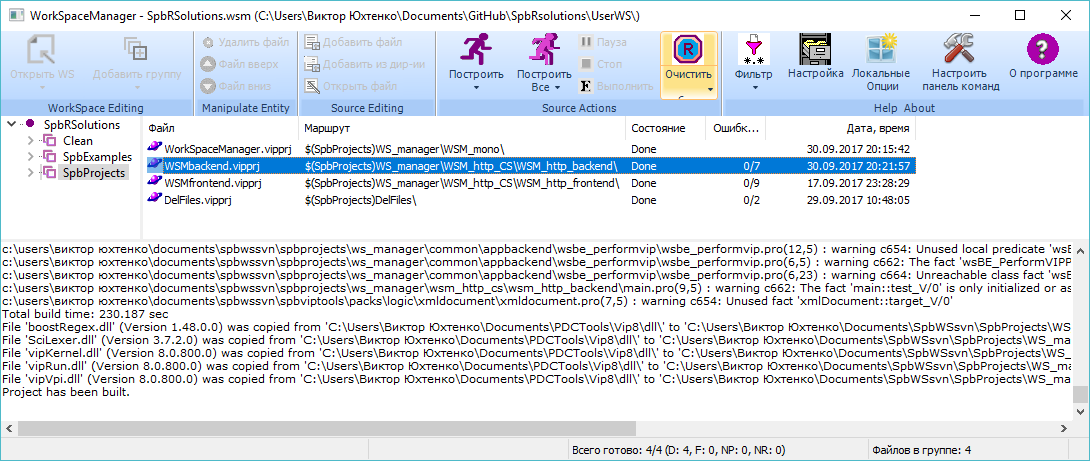 WorkSpaceManager - SpbRSolutions.wsm (C:\Users\Виктор Юхтенко\Documents\GitHub\SpbRsolutions\UserWS\)
Открыть WS
Добавить группу
WorkSpace Editing
Удалить файл
Файл вверх
Файл вниз
Manipulate Entity
Добавить файл
Добавить из дир-ии
Открыть файл
Source Editing
Построить
Построить Все
Пауза
Стоп
Выполнить
Очистить
Source Actions
Фильтр
Настройка
Локальные Опции
Настроить панель команд
О программе
Help About
SpbRSolutions
Clean
SpbExamples
SpbProjects
Файл Маршрут Состояние Ошибк... Дата, время
WorkSpaceManager.vipprj $(SpbProjects)WS_manager\WSM_mono\ Done 30.09.2017 20:15:42
WSMbackend.vipprj $(SpbProjects)WS_manager\WSM_http_CS\WSM_http_backend\ Done 0/7 30.09.2017 20:21:57
WSMfrontend.vipprj $(SpbProjects)WS_manager\WSM_http_CS\WSM_http_frontend\ Done 0/9 17.09.2017 23:28:29
DelFiles.vipprj $(SpbProjects)DelFiles\ Done 0/2 29.09.2017 10:48:05
c:\users\виктор юхтенко\documents\spbwssvn\spbprojects\ws_manager\common\appbackend\wsbe_performvip\wsbe_performvip.pro(12,5) : warning c654: Unused local predicate 'wsB
c:\users\виктор юхтенко\documents\spbwssvn\spbprojects\ws_manager\common\appbackend\wsbe_performvip\wsbe_performvip.pro(6,5) : warning c662: The fact 'wsBE_PerformVIPP
c:\users\виктор юхтенко\documents\spbwssvn\spbprojects\ws_manager\common\appbackend\wsbe_performvip\wsbe_performvip.pro(6,23) : warning c664: Unreachable class fact 'wsE
c:\users\виктор юхтенко\documents\spbwssvn\spbprojects\ws_manager\wsm_http_cs\wsm_http_backend\main.pro(9,5) : warning c662: The fact 'main::test_V/0' is only initialized or as
c:\users\виктор юхтенко\documents\spbwssvn\spbviptools\packs\logic\xmldocument\xmldocument.pro(7,5) : warning c654: Unused fact 'xmlDocument::target_V/0'
Total build time: 230.187 sec
File 'boostRegex.dll' (Version 1.48.0.0) was copied from 'C:\Users\Виктор Юхтенко\Documents\PDCTools\Vip8\dll\' to 'C:\Users\Виктор Юхтенко\Documents\SpbWSsvn\SpbProjects\WS
File 'SciLexer.dll' (Version 3.7.2.0) was copied from 'C:\Users\Виктор Юхтенко\Documents\PDCTools\Vip8\dll\' to 'C:\Users\Виктор Юхтенко\Documents\SpbWSsvn\SpbProjects\WS_ma
File 'vipKernel.dll' (Version 8.0.800.0) was copied from 'C:\Users\Виктор Юхтенко\Documents\PDCTools\Vip8\dll\' to 'C:\Users\Виктор Юхтенко\Documents\SpbWSsvn\SpbProjects\WS_
File 'vipRun.dll' (Version 8.0.800.0) was copied from 'C:\Users\Виктор Юхтенко\Documents\PDCTools\Vip8\dll\' to 'C:\Users\Виктор Юхтенко\Documents\SpbWSsvn\SpbProjects\WS_ma
File 'vipVpi.dll' (Version 8.0.800.0) was copied from 'C:\Users\Виктор Юхтенко\Documents\PDCTools\Vip8\dll\' to 'C:\Users\Виктор Юхтенко\Documents\SpbWSsvn\SpbProjects\WS_ma
Project has been built.
Всего готово: 4/4 (D: 4, F: 0, NP: 0, NR: 0)
Файлов в группе: 4